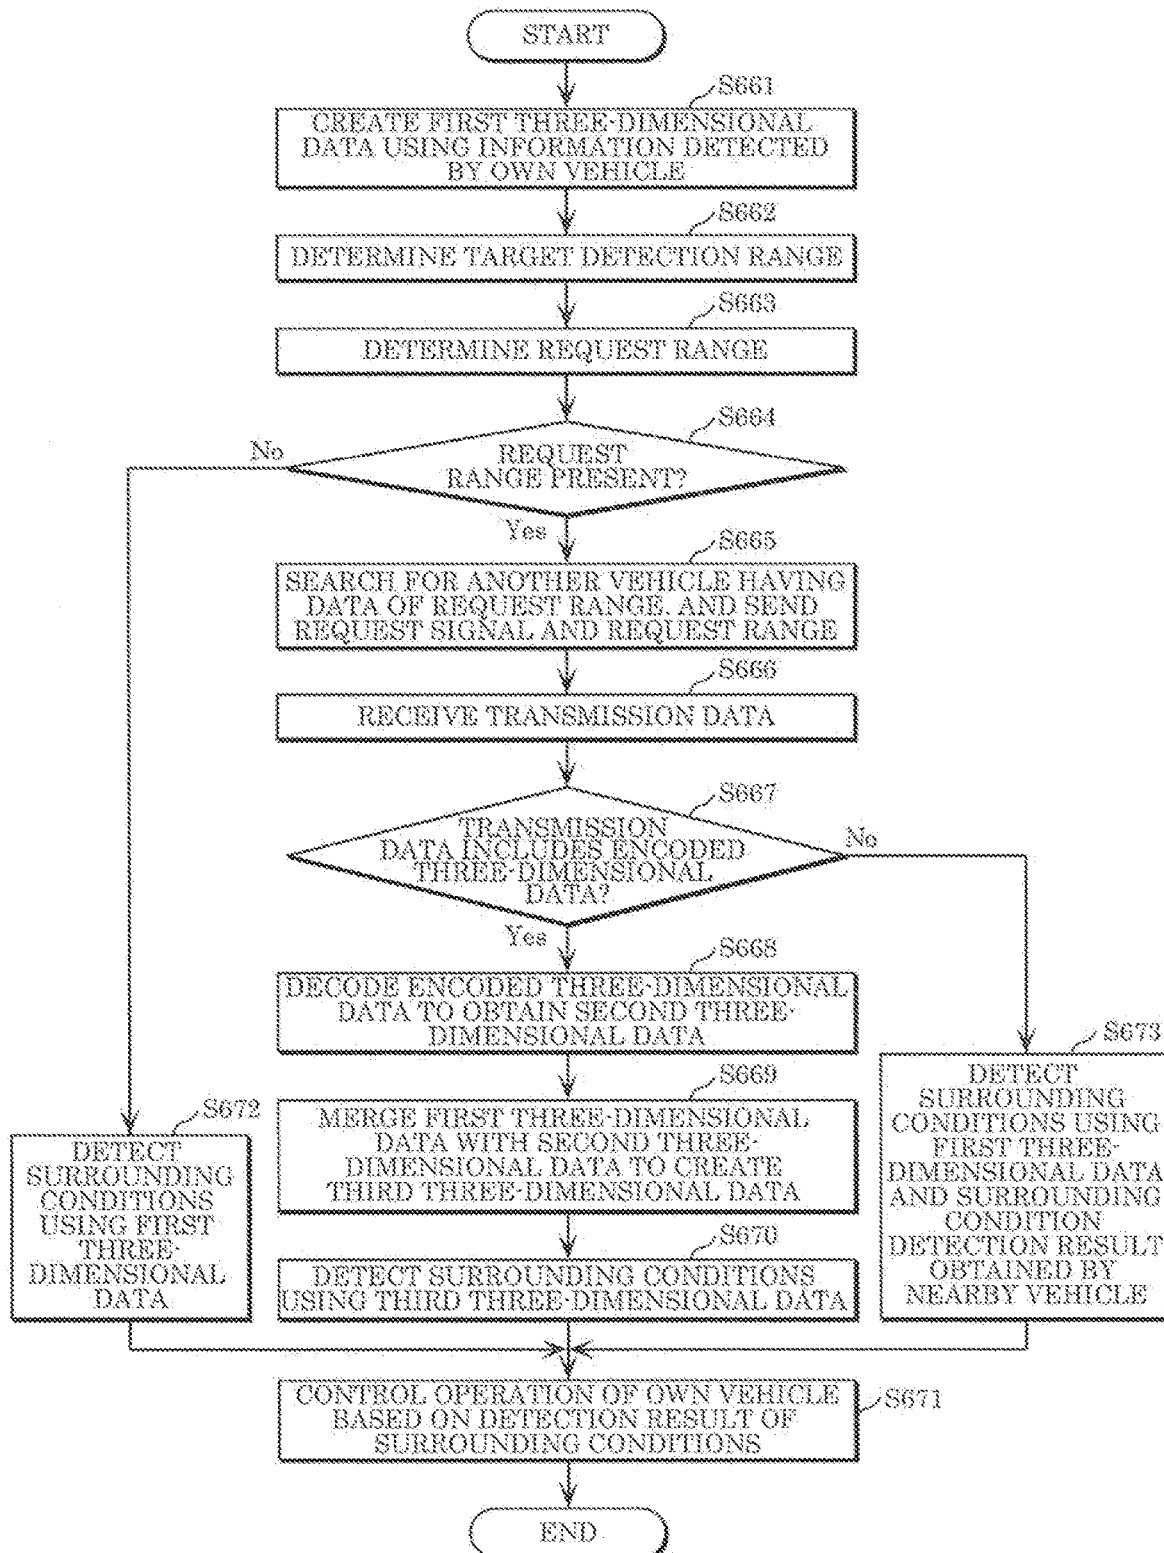 START
S661
CREATE FIRST THREE-DIMENSIONAL
DATA USING INFORMATION DETECTED
BY OWN VEHICLE
S662
DETERMINE TARGET DETECTION RANGE
S663
DETERMINE REQUEST RANGE
S664
No
REQUEST
RANGE PRESENT?
Yes
S665
SEARCH FOR ANOTHER VEHICLE HAVING
DATA OF REQUEST RANGE, AND SEND
REQUEST SIGNAL AND REQUEST RANGE
S666
RECEIVE TRANSMISSION DATA
S667
TRANSMISSION
DATA INCLUDES ENCODED
THREE-DIMENSIONAL
DATA?
No
Yes
S668
DECODE ENCODED THREE-DIMENSIONAL
DATA TO OBTAIN SECOND THREE-
DIMENSIONAL DATA
S669
MERGE FIRST THREE-DIMENSIONAL
DATA WITH SECOND THREE-
DIMENSIONAL DATA TO CREATE
THIRD THREE-DIMENSIONAL DATA
S670
DETECT SURROUNDING CONDITIONS
USING THIRD THREE-DIMENSIONAL DATA
S672
DETECT
SURROUNDING
CONDITIONS
USING FIRST
THREE-
DIMENSIONAL
DATA
S673
DETECT
SURROUNDING
CONDITIONS USING
FIRST THREE-
DIMENSIONAL DATA
AND SURROUNDING
CONDITION
DETECTION RESULT
OBTAINED BY
NEARBY VEHICLE
S671
CONTROL OPERATION OF OWN VEHICLE
BASED ON DETECTION RESULT OF
SURROUNDING CONDITIONS
END